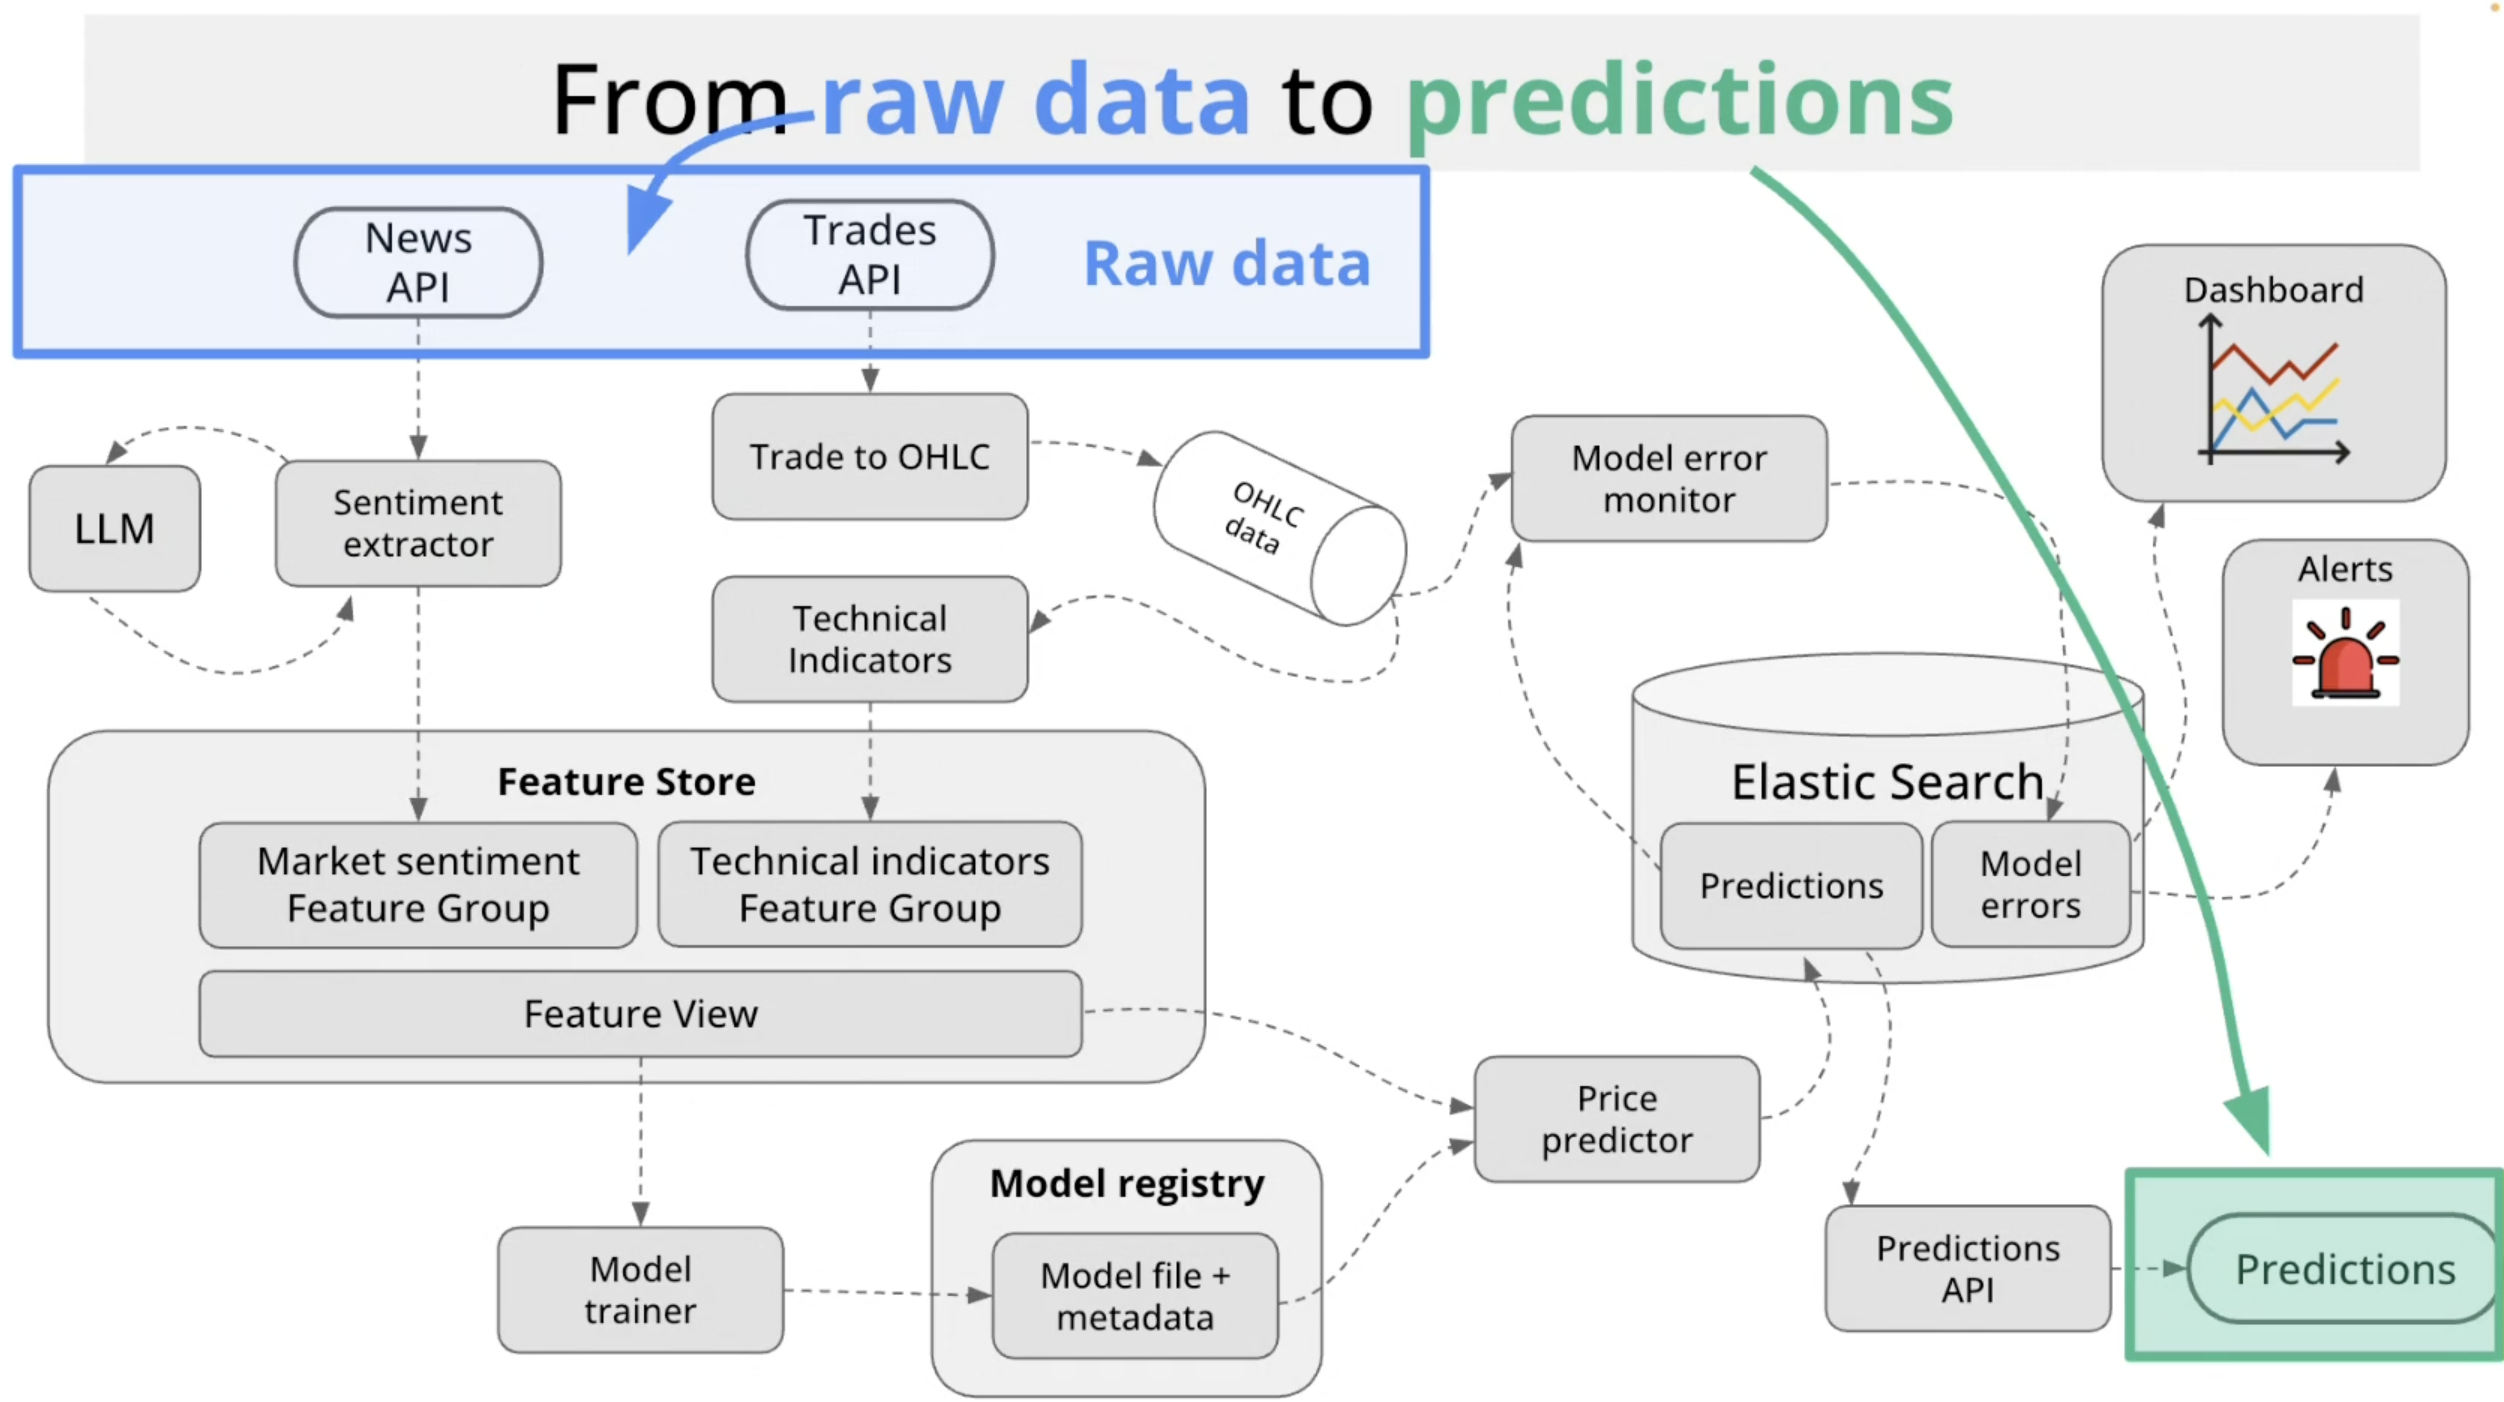 From raw data to predictions
News
API
Trades
API
Raw data
Dashboard
Trade to OHLC
OHLC
data
Model error
monitor
LLM
Sentiment
extractor
Technical
Indicators
Alerts
Feature Store
Market sentiment
Feature Group
Technical indicators
Feature Group
Feature View
Elastic Search
Predictions
Model
errors
Price
predictor
Model registry
Model file +
metadata
Model
trainer
Predictions
API
Predictions